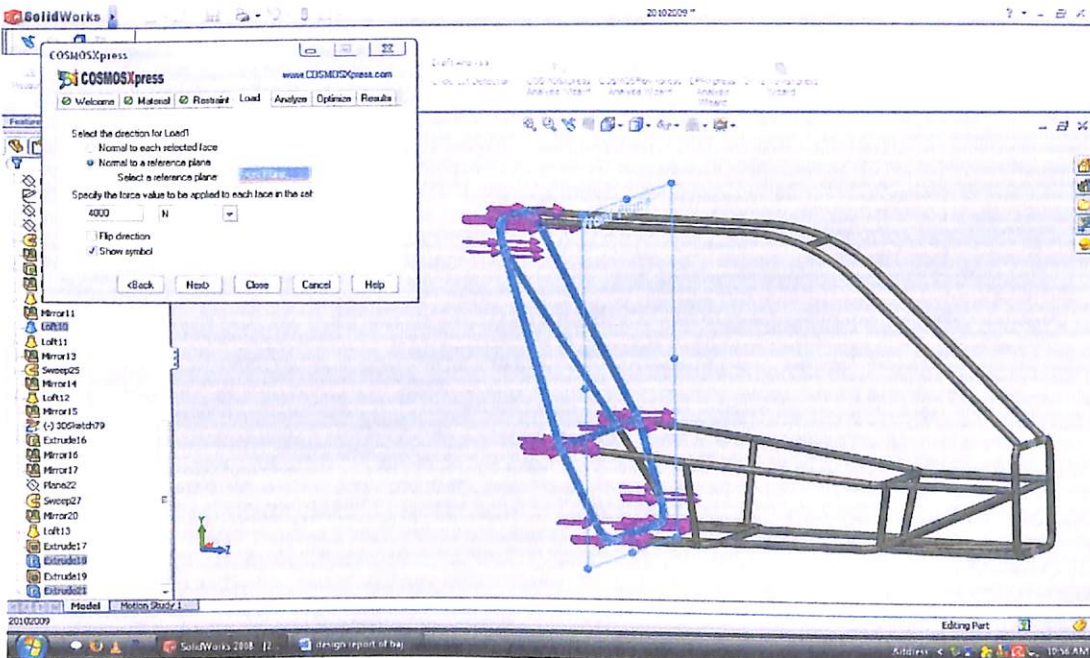 SolidWorks
20102009 *
COSMOSXpress
COSMOSXpress
www.COSMOSXpress.com
Welcome
Material
Restraint
Load
Analyze
Optimize
Results
Select the direction for Load1
Normal to each selected face
Normal to a reference plane
Select a reference plane:
Specify the force value to be applied to each face in the set:
4000
N
Flip direction
Show symbol
<Back
Next>
Close
Cancel
Help
Mirror11
Loft10
Loft11
Mirror13
Sweep25
Mirror14
Loft12
Mirror15
(-) 3DSketch79
Extrude16
Mirror16
Mirror17
Plane22
Sweep27
Mirror20
Loft13
Extrude17
Extrude18
Extrude19
Extrude21
Y
Z
Model
Motion Study 1
20102009
Editing Part
SolidWorks 2008
design report of baj
Address
10:56 AM